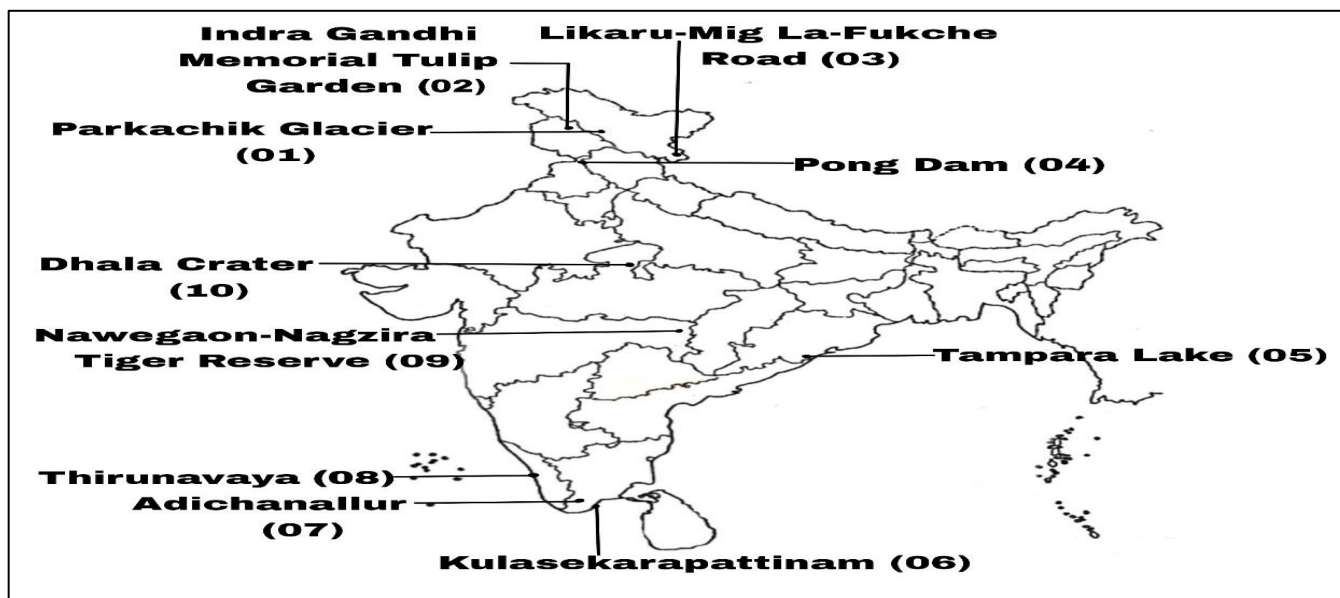 Indra Gandhi
Memorial Tulip
Garden (02)
Likaru-Mig La-Fukche
Road (03)
Parkachik Glacier
(01)
Pong Dam (04)
Dhala Crater
(10)
Nawegaon-Nagzira
Tiger Reserve (09)
Tampara Lake (05)
Thirunavaya (08)
Adichanallur
(07)
Kulasekarapattinam (06)